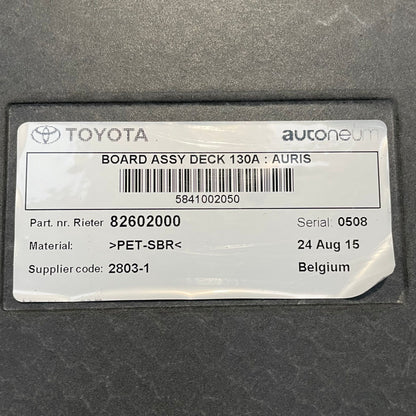 TOYOTA autoneum
BOARD ASSY DECK 130A : AURIS
5841002050
Part. nr. Rieter 82602000 Serial: 0508
Material: >PET-SBR< 24 Aug 15
Supplier code: 2803-1 Belgium